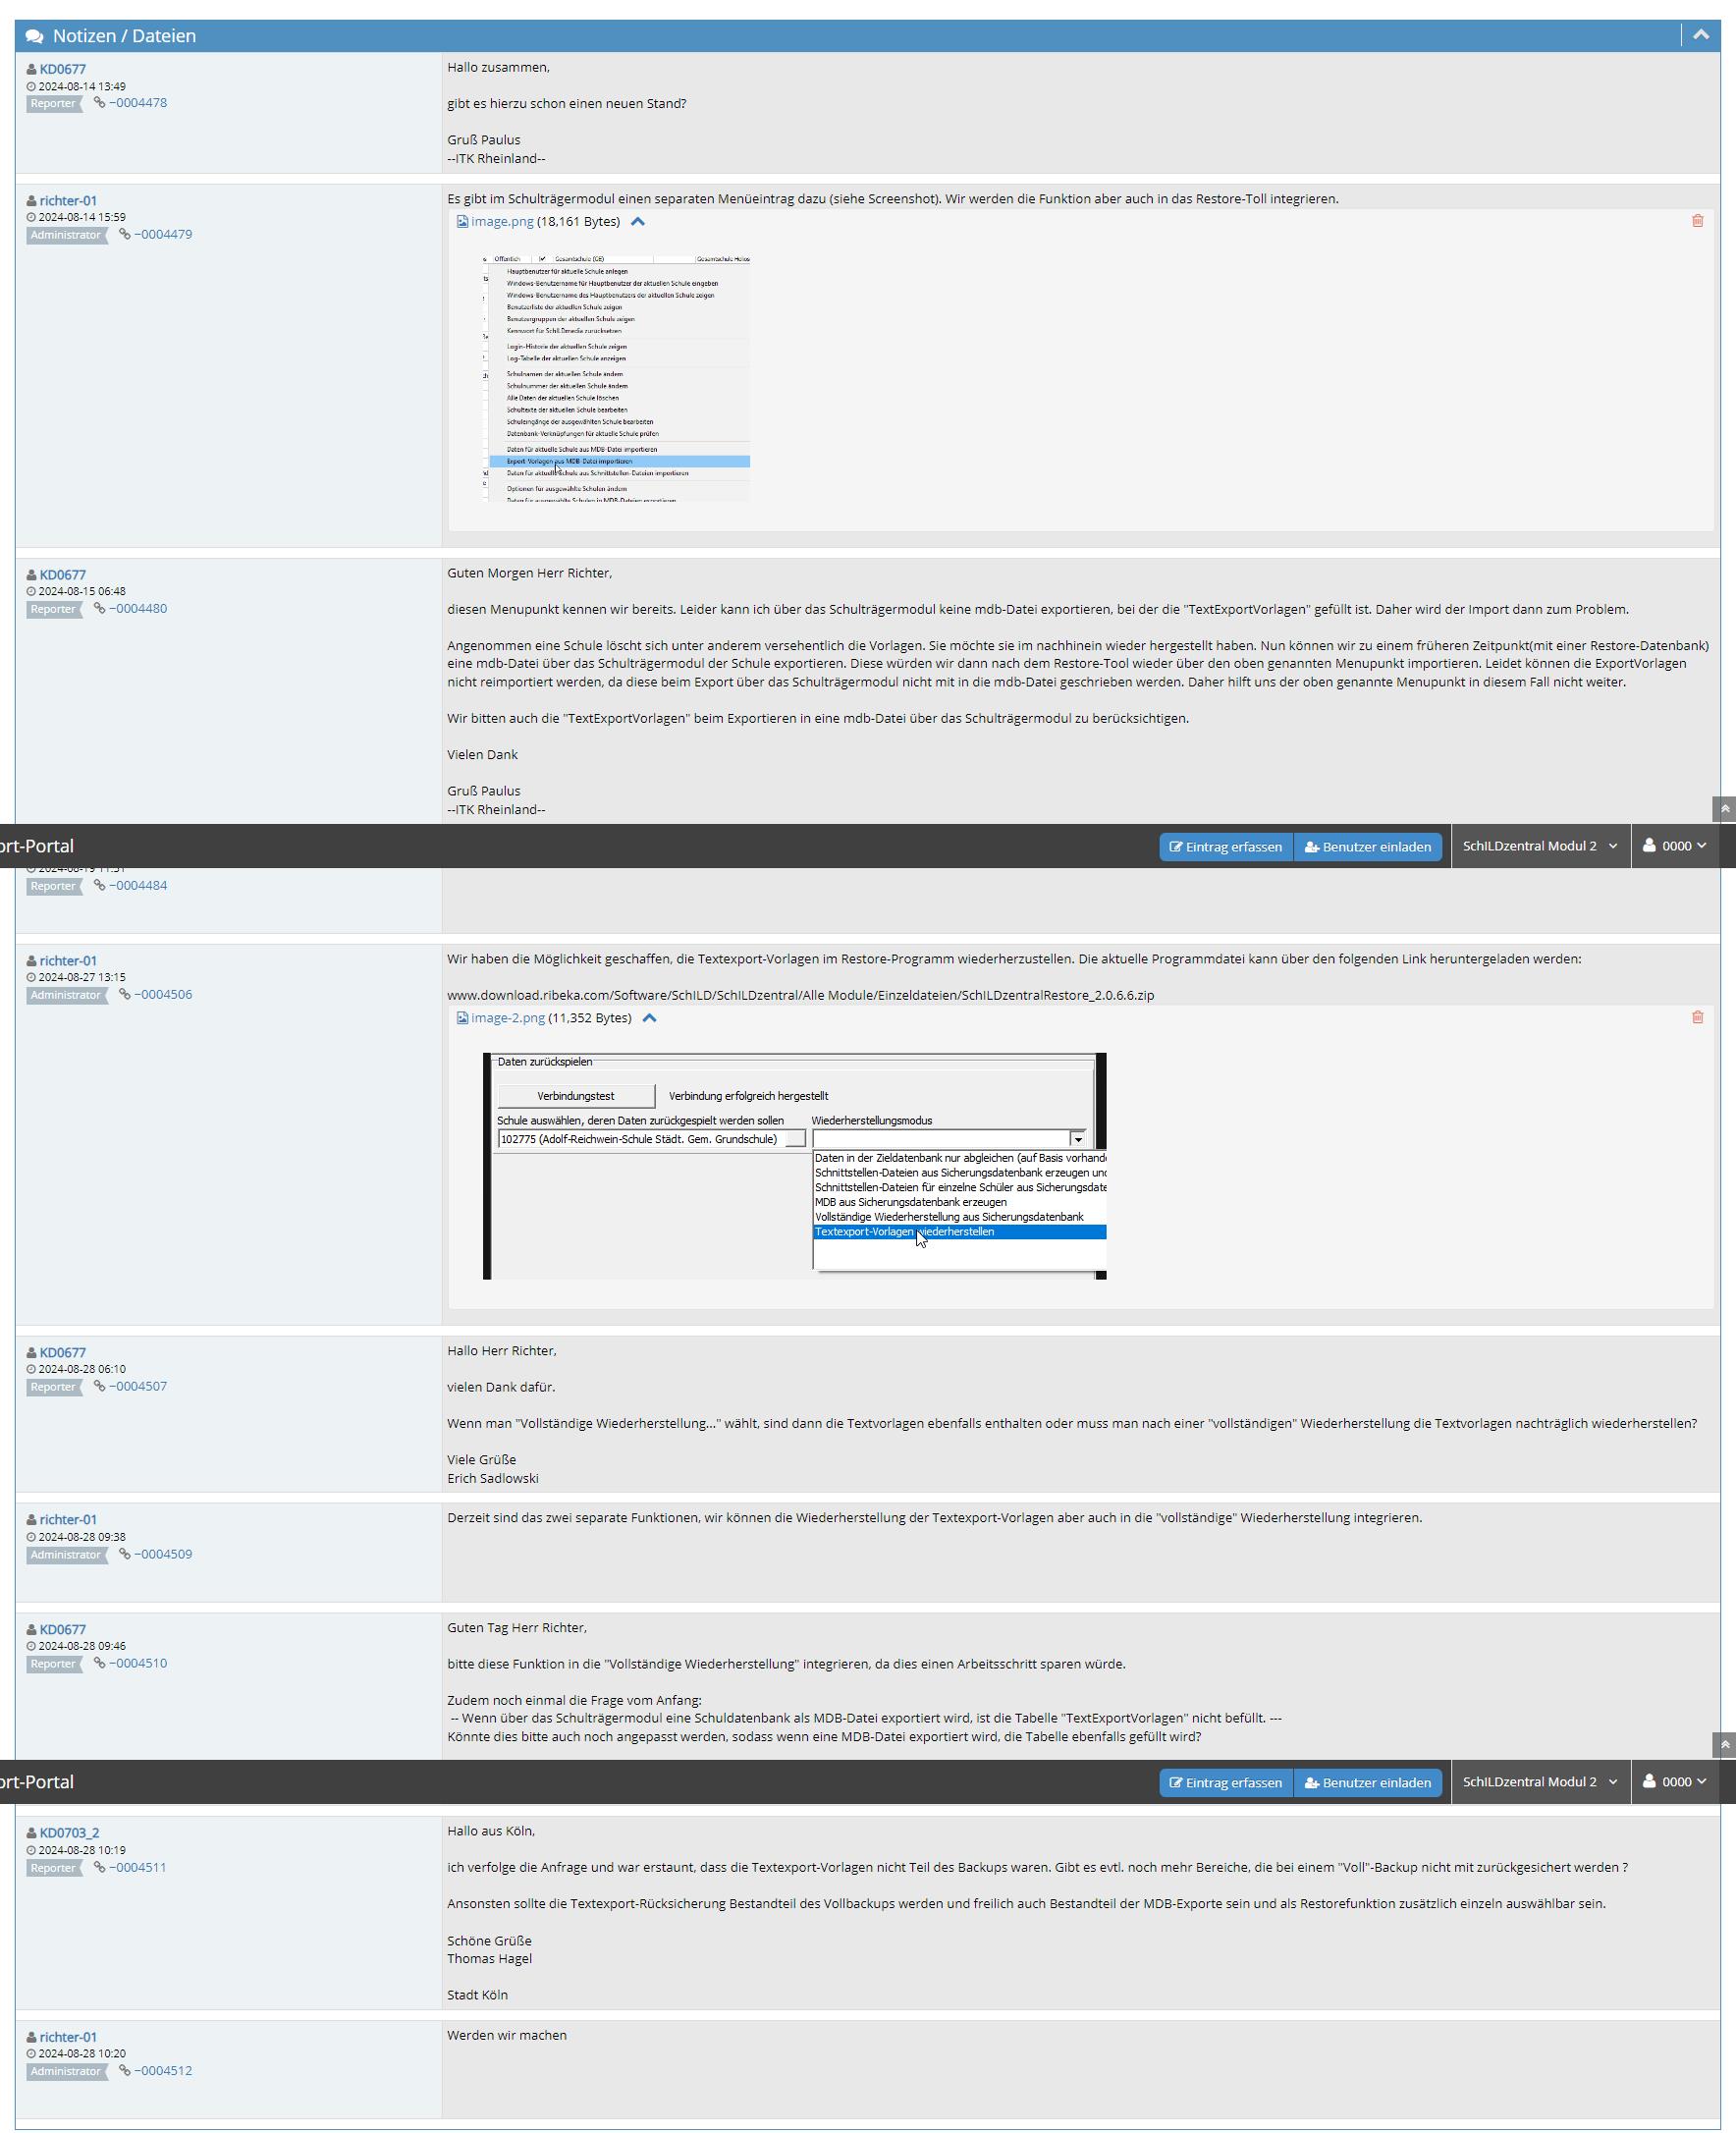 Notizen / Dateien
KD0677
2024-08-14 13:49
Reporter ~0004478
Hallo zusammen,
gibt es hierzu schon einen neuen Stand?
Gruß Paulus
--ITK Rheinland--
richter-01
2024-08-14 15:59
Administrator ~0004479
Es gibt im Schulträgermodul einen separaten Menüeintrag dazu (siehe Screenshot). Wir werden die Funktion aber auch in das Restore-Toll integrieren.
image.png (18,161 Bytes)
Öffentlich Gesamtschule (GE) Gesamtschule Helios
Hauptbenutzer für aktuelle Schule anlegen
Windows-Benutzername für Hauptbenutzer der aktuellen Schule eingeben
Windows-Benutzername des Hauptbenutzers der aktuellen Schule zeigen
Benutzerliste der aktuellen Schule zeigen
Benutzergruppen der aktuellen Schule zeigen
Kennwort für SchILDmedia zurücksetzen
Login-Historie der aktuellen Schule zeigen
Log-Tabelle der aktuellen Schule anzeigen
Schulnamen der aktuellen Schule ändern
Schulnummer der aktuellen Schule ändern
Alle Daten der aktuellen Schule löschen
Schultexte der aktuellen Schule bearbeiten
Schuleingänge der ausgewählten Schule bearbeiten
Datenbank-Verknüpfungen für aktuelle Schule prüfen
Daten für aktuelle Schule aus MDB-Datei importieren
Export-Vorlagen aus MDB-Datei importieren
Daten für aktuelle Schule aus Schnittstellen-Dateien importieren
Optionen für ausgewählte Schulen ändern
Daten für ausgewählte Schulen in MDB-Dateien exportieren
KD0677
2024-08-15 06:48
Reporter ~0004480
Guten Morgen Herr Richter,
diesen Menupunkt kennen wir bereits. Leider kann ich über das Schulträgermodul keine mdb-Datei exportieren, bei der die "TextExportVorlagen" gefüllt ist. Daher wird der Import dann zum Problem.
Angenommen eine Schule löscht sich unter anderem versehentlich die Vorlagen. Sie möchte sie im nachhinein wieder hergestellt haben. Nun können wir zu einem früheren Zeitpunkt(mit einer Restore-Datenbank)
eine mdb-Datei über das Schulträgermodul der Schule exportieren. Diese würden wir dann nach dem Restore-Tool wieder über den oben genannten Menupunkt importieren. Leidet können die ExportVorlagen
nicht reimportiert werden, da diese beim Export über das Schulträgermodul nicht mit in die mdb-Datei geschrieben werden. Daher hilft uns der oben genannte Menupunkt in diesem Fall nicht weiter.
Wir bitten auch die "TextExportVorlagen" beim Exportieren in eine mdb-Datei über das Schulträgermodul zu berücksichtigen.
Vielen Dank
Gruß Paulus
--ITK Rheinland--
ort-Portal Eintrag erfassen Benutzer einladen SchILDzentral Modul 2 0000
2024-08-19 11:51
Reporter ~0004484
richter-01
2024-08-27 13:15
Administrator ~0004506
Wir haben die Möglichkeit geschaffen, die Textexport-Vorlagen im Restore-Programm wiederherzustellen. Die aktuelle Programmdatei kann über den folgenden Link heruntergeladen werden:
www.download.ribeka.com/Software/SchILD/SchILDzentral/Alle Module/Einzeldateien/SchILDzentralRestore_2.0.6.6.zip
image-2.png (11,352 Bytes)
Daten zurückspielen
Verbindungstest Verbindung erfolgreich hergestellt
Schule auswählen, deren Daten zurückgespielt werden sollen Wiederherstellungsmodus
102775 (Adolf-Reichwein-Schule Städt. Gem. Grundschule)
Daten in der Zieldatenbank nur abgleichen (auf Basis vorhande
Schnittstellen-Dateien aus Sicherungsdatenbank erzeugen und
Schnittstellen-Dateien für einzelne Schüler aus Sicherungsdate
MDB aus Sicherungsdatenbank erzeugen
Vollständige Wiederherstellung aus Sicherungsdatenbank
Textexport-Vorlagen wiederherstellen
KD0677
2024-08-28 06:10
Reporter ~0004507
Hallo Herr Richter,
vielen Dank dafür.
Wenn man "Vollständige Wiederherstellung..." wählt, sind dann die Textvorlagen ebenfalls enthalten oder muss man nach einer "vollständigen" Wiederherstellung die Textvorlagen nachträglich wiederherstellen?
Viele Grüße
Erich Sadlowski
richter-01
2024-08-28 09:38
Administrator ~0004509
Derzeit sind das zwei separate Funktionen, wir können die Wiederherstellung der Textexport-Vorlagen aber auch in die "vollständige" Wiederherstellung integrieren.
KD0677
2024-08-28 09:46
Reporter ~0004510
Guten Tag Herr Richter,
bitte diese Funktion in die "Vollständige Wiederherstellung" integrieren, da dies einen Arbeitsschritt sparen würde.
Zudem noch einmal die Frage vom Anfang:
-- Wenn über das Schulträgermodul eine Schuldatenbank als MDB-Datei exportiert wird, ist die Tabelle "TextExportVorlagen" nicht befüllt. ---
Könnte dies bitte auch noch angepasst werden, sodass wenn eine MDB-Datei exportiert wird, die Tabelle ebenfalls gefüllt wird?
ort-Portal Eintrag erfassen Benutzer einladen SchILDzentral Modul 2 0000
KD0703_2
2024-08-28 10:19
Reporter ~0004511
Hallo aus Köln,
ich verfolge die Anfrage und war erstaunt, dass die Textexport-Vorlagen nicht Teil des Backups waren. Gibt es evtl. noch mehr Bereiche, die bei einem "Voll"-Backup nicht mit zurückgesichert werden ?
Ansonsten sollte die Textexport-Rücksicherung Bestandteil des Vollbackups werden und freilich auch Bestandteil der MDB-Exporte sein und als Restorefunktion zusätzlich einzeln auswählbar sein.
Schöne Grüße
Thomas Hagel
Stadt Köln
richter-01
2024-08-28 10:20
Administrator ~0004512
Werden wir machen